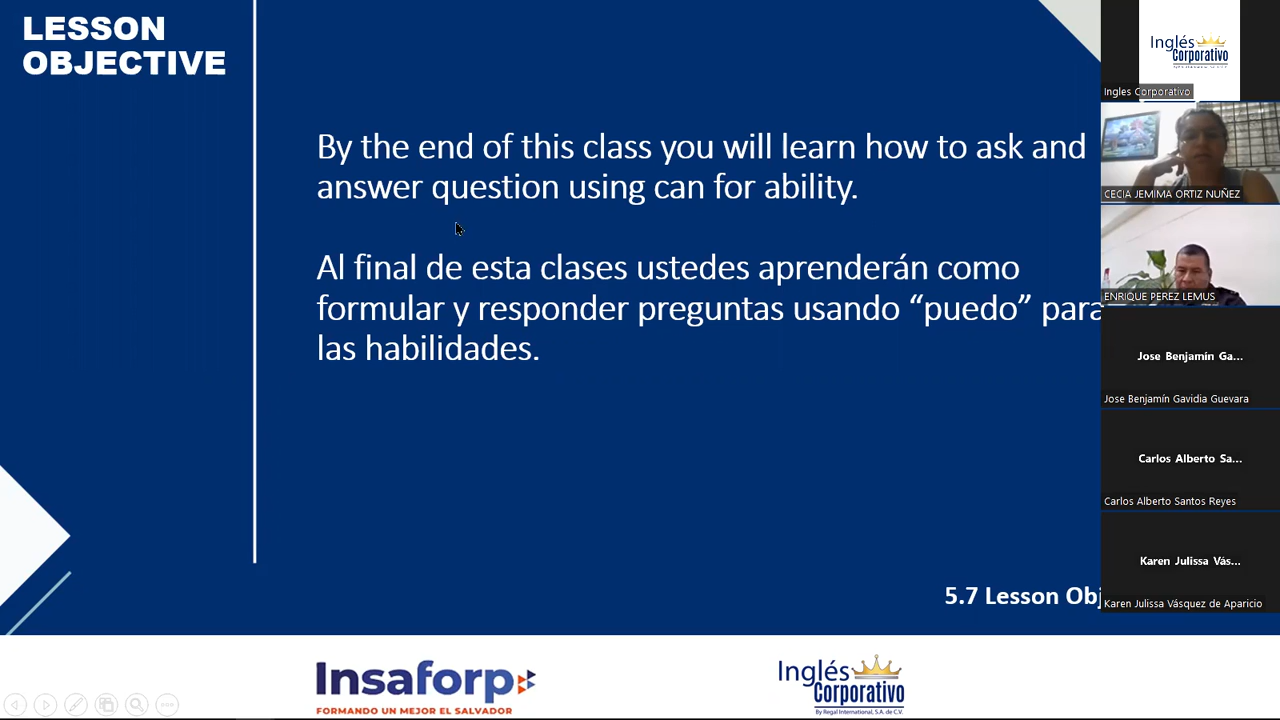 LESSON
OBJECTIVE
By the end of this class you will learn how to ask and
answer question using can for ability.
Al final de esta clases ustedes aprenderán como
formular y responder preguntas usando “puedo” para
las habilidades.
5.7 Lesson Obj
Insaforp
FORMANDO UN MEJOR EL SALVADOR
Inglés
Corporativo
By Regal International, S.A. de C.V.
Inglés
Corporativo
Ingles Corporativo
CECIA JEMIMA ORTIZ NUÑEZ
ENRIQUE PEREZ LEMUS
Jose Benjamín Ga...
Jose Benjamín Gavidia Guevara
Carlos Alberto Sa...
Carlos Alberto Santos Reyes
Karen Julissa Vás...
Karen Julissa Vásquez de Aparicio